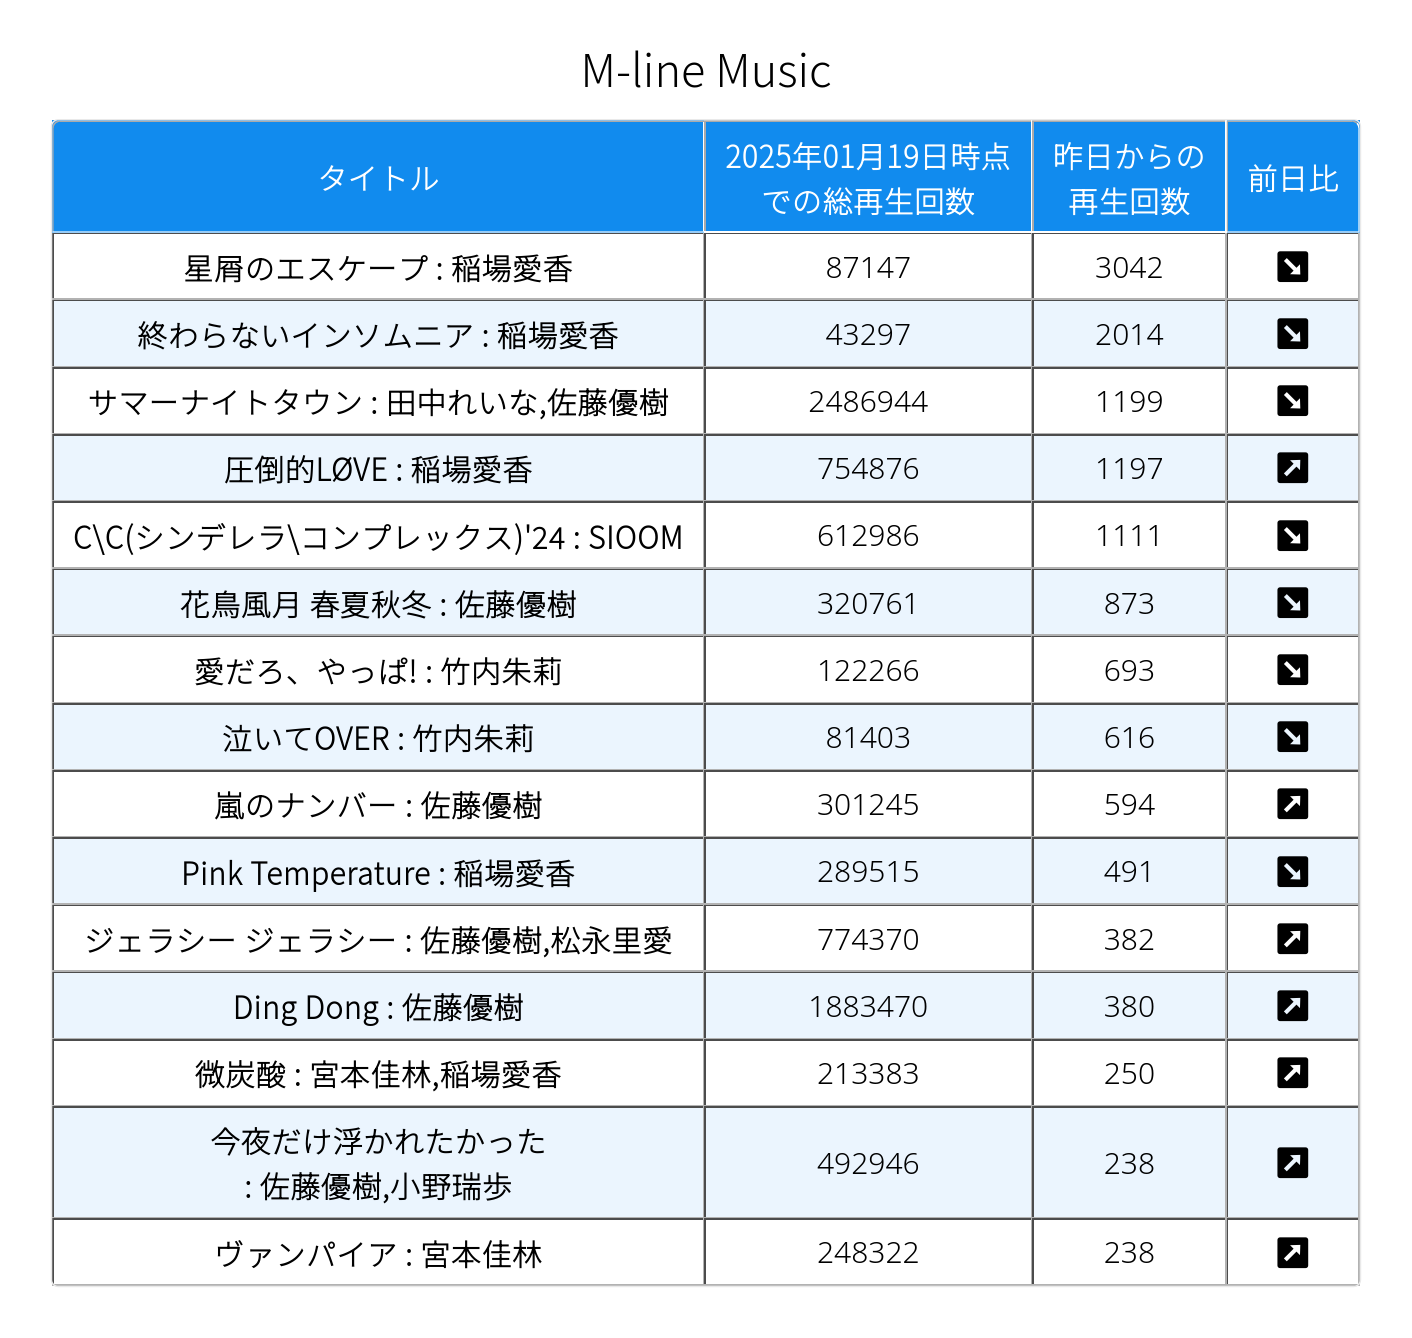 M-line Music
タイトル
2025年01月19日時点
での総再生回数
昨日からの
再生回数
前日比
星屑のエスケープ : 稲場愛香 87147 3042
終わらないインソムニア : 稲場愛香 43297 2014
サマーナイトタウン : 田中れいな,佐藤優樹 2486944 1199
圧倒的LØVE : 稲場愛香 754876 1197
C\C(シンデレラ\コンプレックス)'24 : SIOOM 612986 1111
花鳥風月 春夏秋冬 : 佐藤優樹 320761 873
愛だろ、やっぱ! : 竹内朱莉 122266 693
泣いてOVER : 竹内朱莉 81403 616
嵐のナンバー : 佐藤優樹 301245 594
Pink Temperature : 稲場愛香 289515 491
ジェラシー ジェラシー : 佐藤優樹,松永里愛 774370 382
Ding Dong : 佐藤優樹 1883470 380
微炭酸 : 宮本佳林,稲場愛香 213383 250
今夜だけ浮かれたかった
: 佐藤優樹,小野瑞歩 492946 238
ヴァンパイア : 宮本佳林 248322 238